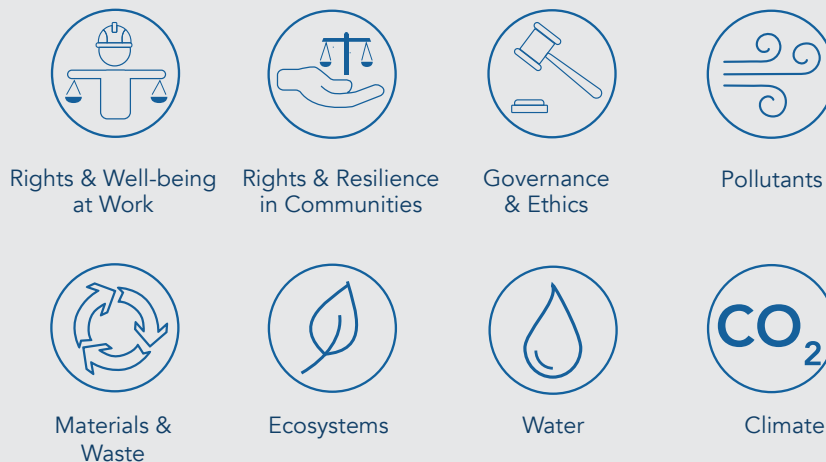 Rights & Well-being
at Work
Rights & Resilience
in Communities
Governance
& Ethics
Pollutants
CO2
Materials &
Waste
Ecosystems
Water
Climate